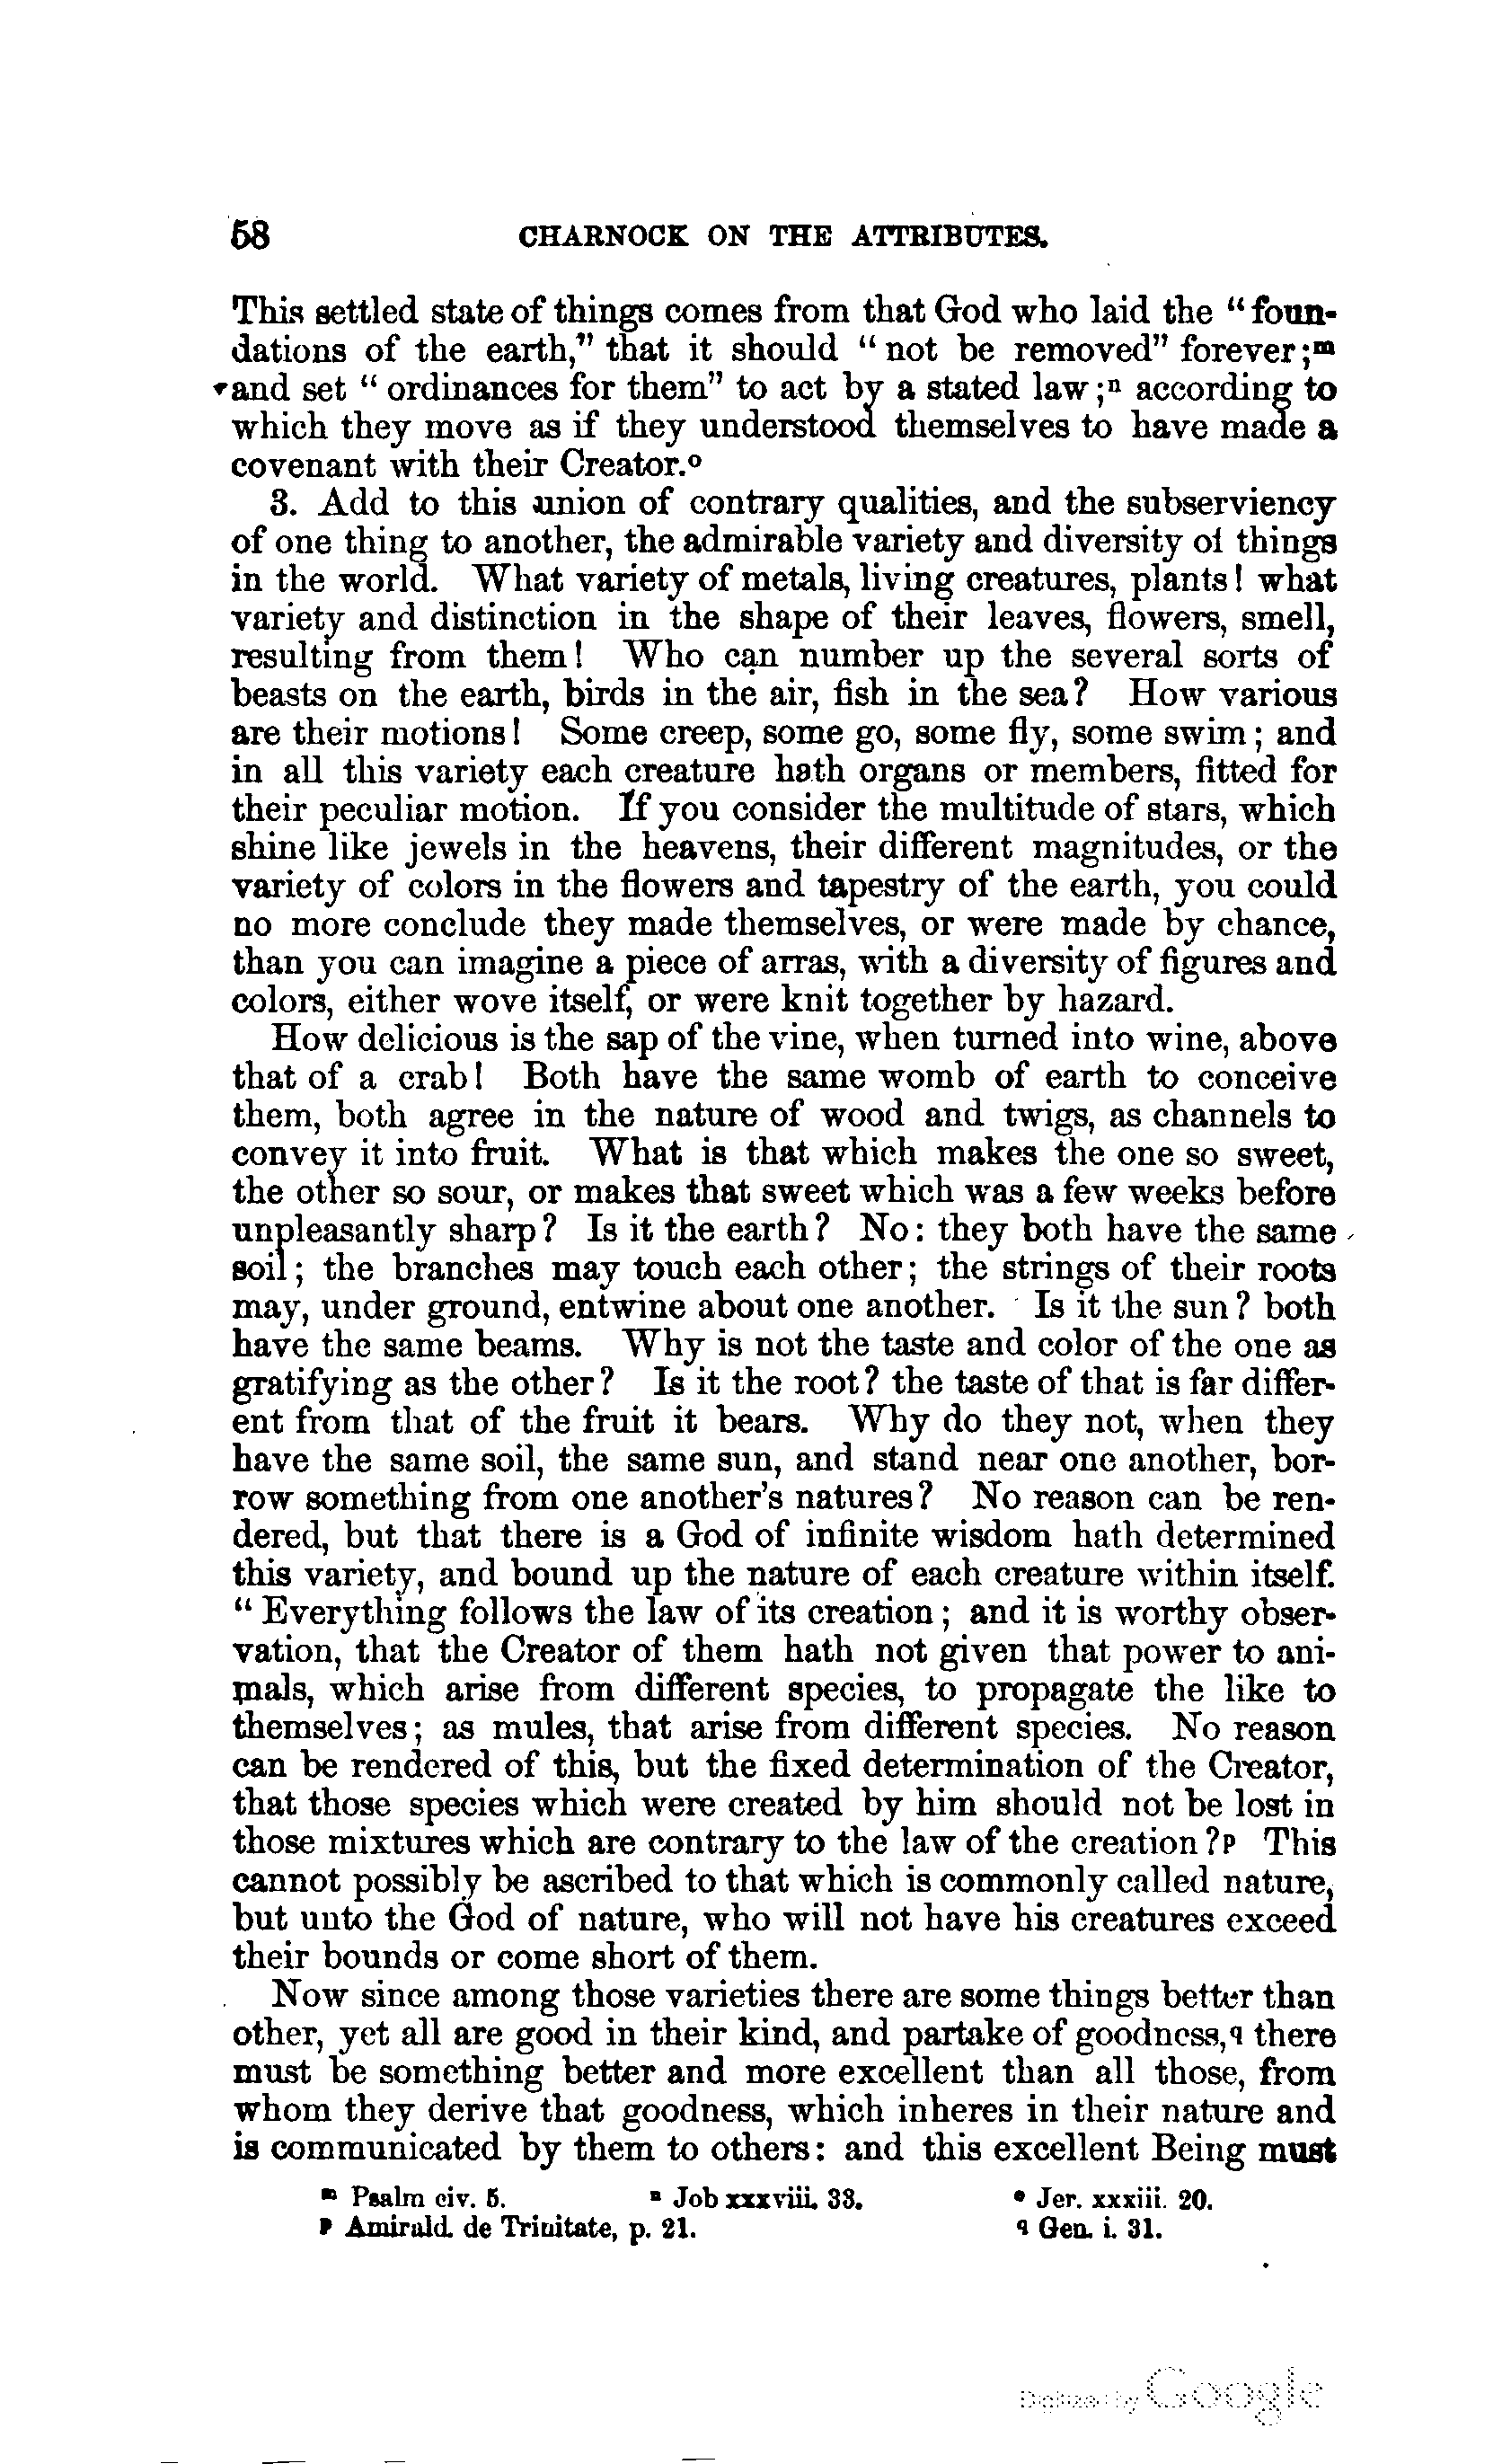 58 CHARNOCK ON THE ATTRIBUTES.
This settled state of things comes from that God who laid the "foun-
dations of the earth," that it should "not be removed" forever;ᵐ
and set "ordinances for them" to act by a stated law;ⁿ according to
which they move as if they understood themselves to have made a
covenant with their Creator.ᵒ
3. Add to this union of contrary qualities, and the subserviency
of one thing to another, the admirable variety and diversity of things
in the world. What variety of metals, living creatures, plants! what
variety and distinction in the shape of their leaves, flowers, smell,
resulting from them! Who can number up the several sorts of
beasts on the earth, birds in the air, fish in the sea? How various
are their motions! Some creep, some go, some fly, some swim; and
in all this variety each creature hath organs or members, fitted for
their peculiar motion. If you consider the multitude of stars, which
shine like jewels in the heavens, their different magnitudes, or the
variety of colors in the flowers and tapestry of the earth, you could
no more conclude they made themselves, or were made by chance,
than you can imagine a piece of arras, with a diversity of figures and
colors, either wove itself, or were knit together by hazard.
How delicious is the sap of the vine, when turned into wine, above
that of a crab! Both have the same womb of earth to conceive
them, both agree in the nature of wood and twigs, as channels to
convey it into fruit. What is that which makes the one so sweet,
the other so sour, or makes that sweet which was a few weeks before
unpleasantly sharp? Is it the earth? No: they both have the same
soil; the branches may touch each other; the strings of their roots
may, under ground, entwine about one another. Is it the sun? both
have the same beams. Why is not the taste and color of the one as
gratifying as the other? Is it the root? the taste of that is far differ-
ent from that of the fruit it bears. Why do they not, when they
have the same soil, the same sun, and stand near one another, bor-
row something from one another's natures? No reason can be ren-
dered, but that there is a God of infinite wisdom hath determined
this variety, and bound up the nature of each creature within itself.
"Everything follows the law of its creation; and it is worthy obser-
vation, that the Creator of them hath not given that power to ani-
mals, which arise from different species, to propagate the like to
themselves; as mules, that arise from different species. No reason
can be rendered of this, but the fixed determination of the Creator,
that those species which were created by him should not be lost in
those mixtures which are contrary to the law of the creation?ᵖ This
cannot possibly be ascribed to that which is commonly called nature,
but unto the God of nature, who will not have his creatures exceed
their bounds or come short of them.
Now since among those varieties there are some things better than
other, yet all are good in their kind, and partake of goodness,q there
must be something better and more excellent than all those, from
whom they derive that goodness, which inheres in their nature and
is communicated by them to others: and this excellent Being must
ᵐ Psalm civ. 5. ⁿ Job xxxviii. 33. ᵒ Jer. xxxiii. 20.
ᵖ Amirald. de Trinitate, p. 21. q Gen. i. 31.
Digitized by Google